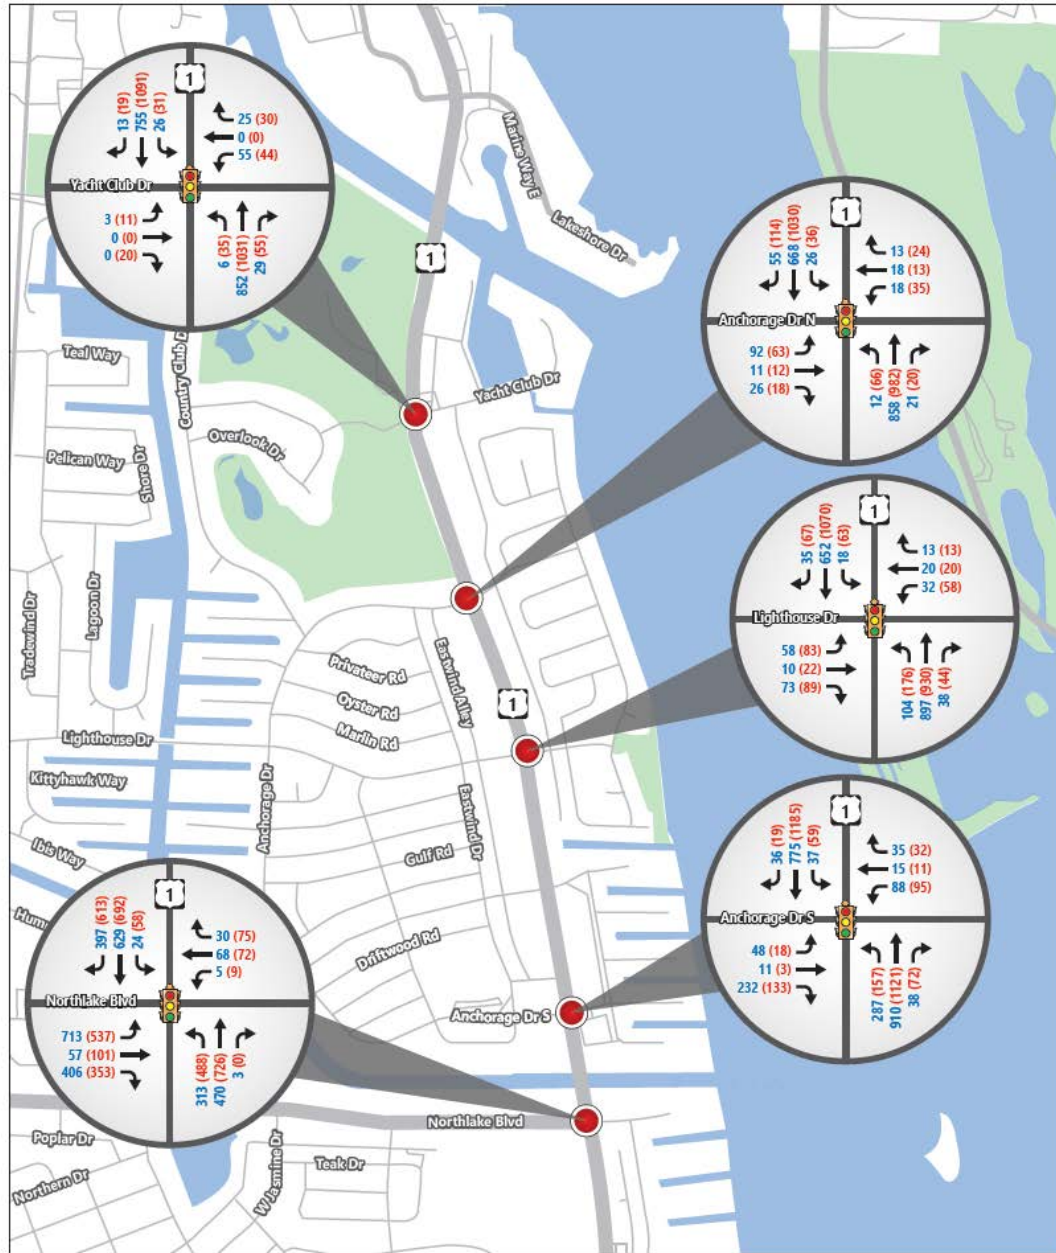 1
13 (19)
755 (1091)
26 (31)
25 (30)
0 (0)
55 (44)
Yacht Club Dr
3 (11)
0 (0)
0 (20)
6 (35)
852 (1031)
29 (55)
Marine Way E
Lakeshore Dr
1
1
55 (114)
668 (1030)
26 (36)
13 (24)
18 (13)
18 (35)
Anchorage Dr N
92 (63)
11 (12)
26 (18)
12 (66)
858 (982)
21 (20)
Teal Way
Country Club D
Yacht Club Dr
Overlook Dr
Pelican Way
Shore Dr
1
35 (67)
652 (1070)
18 (63)
13 (13)
20 (20)
32 (58)
Lighthouse Dr
58 (83)
10 (22)
73 (89)
104 (176)
897 (930)
38 (44)
Tradewind Dr
Lagoon Dr
Privateer Rd
Eastwind Alley
Oyster Rd
1
Marlin Rd
Lighthouse Dr
Kittyhawk Way
Anchorage Dr
Eastwind Dr
Ibis Way
Gulf Rd
1
36 (19)
775 (1185)
37 (59)
35 (32)
15 (11)
88 (95)
Anchorage Dr S
48 (18)
11 (3)
232 (133)
287 (157)
910 (1121)
38 (72)
Hum
Driftwood Rd
Anchorage Dr S
1
397 (613)
629 (692)
24 (58)
30 (75)
68 (72)
5 (9)
Northlake Blvd
713 (537)
57 (101)
406 (353)
313 (488)
470 (726)
3 (0)
Northlake Blvd
Poplar Dr
W Jasmine Dr
Teak Dr
Northern Dr